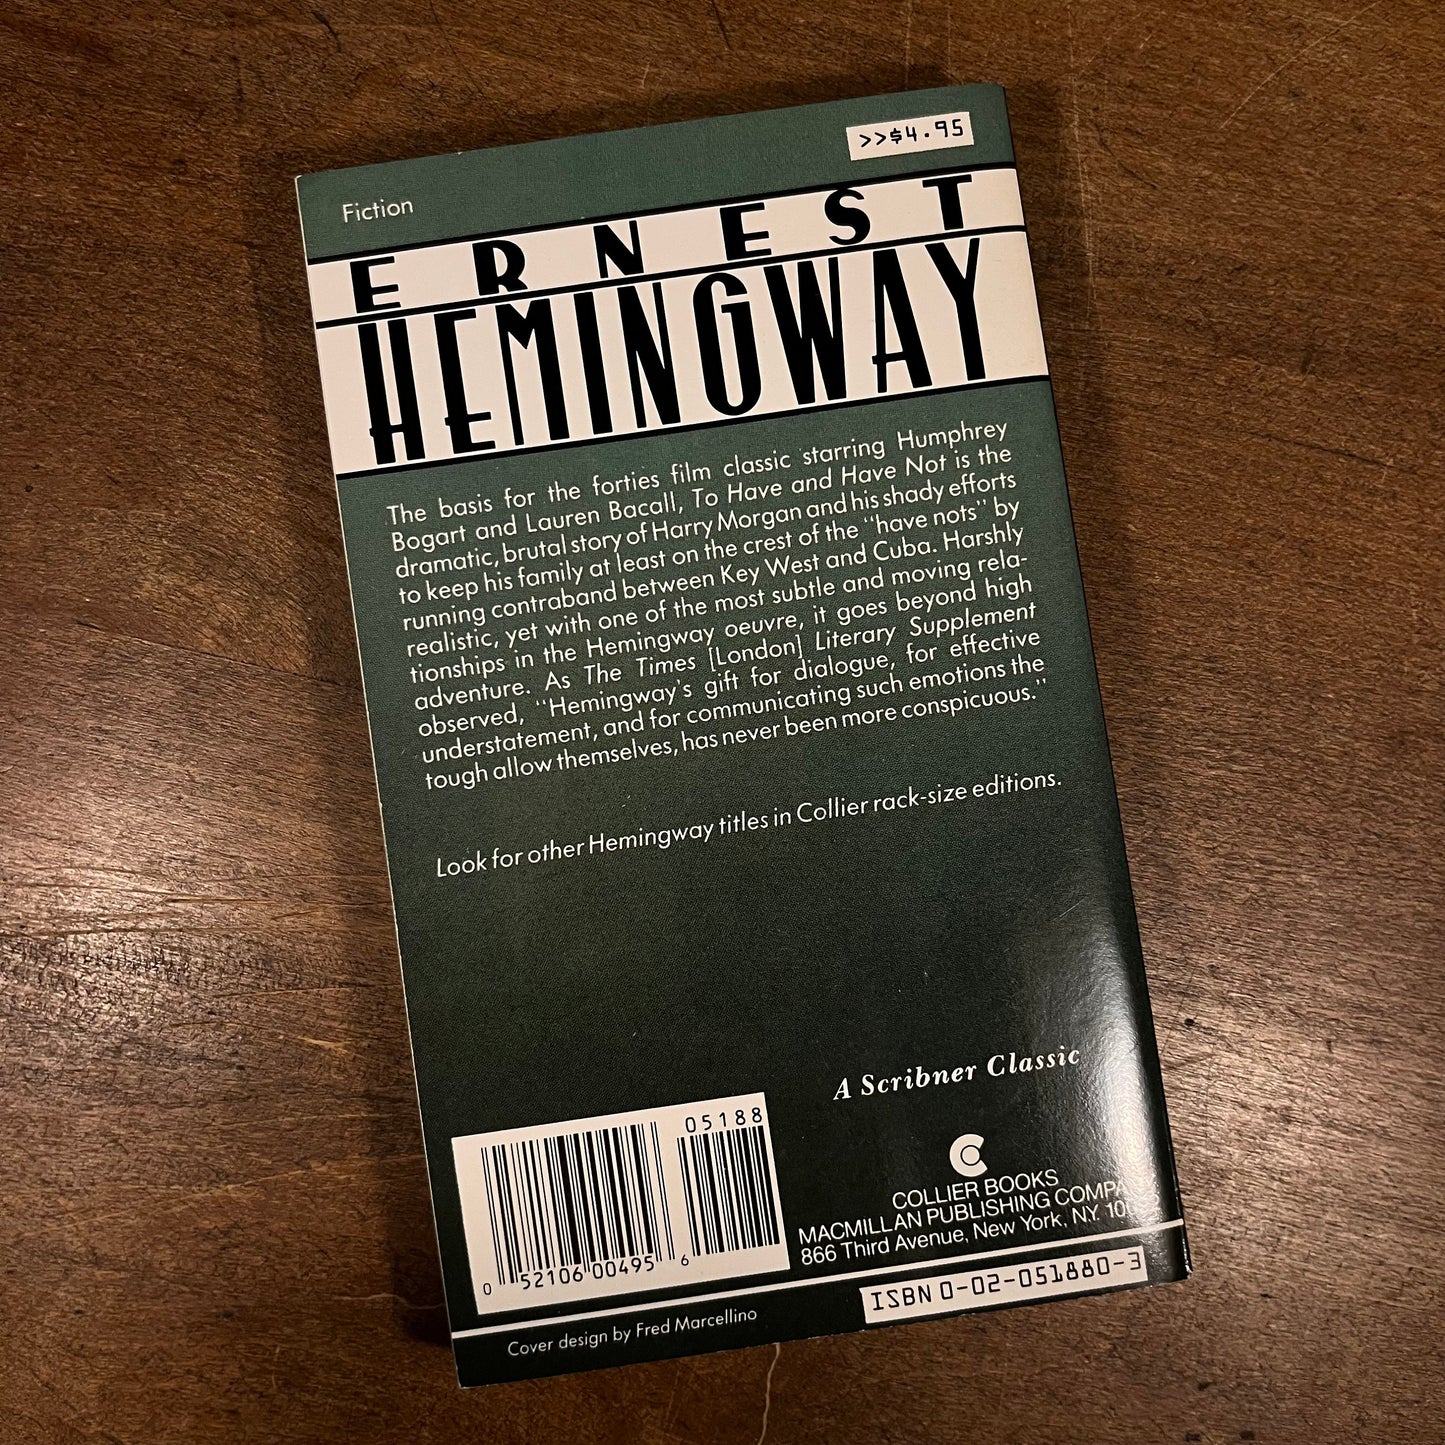 >>$4.95
Fiction
ERNEST
HEMINGWAY
The basis for the forties film classic starring Humphrey
Bogart and Lauren Bacall, To Have and Have Not is the
dramatic, brutal story of Harry Morgan and his shady efforts
to keep his family at least on the crest of the "have nots" by
running contraband between Key West and Cuba. Harshly
realistic, yet with one of the most subtle and moving rela-
tionships in the Hemingway oeuvre, it goes beyond high
adventure. As The Times [London] Literary Supplement
observed, "Hemingway's gift for dialogue, for effective
understatement, and for communicating such emotions the
tough allow themselves, has never been more conspicuous."
Look for other Hemingway titles in Collier rack-size editions.
A Scribner Classic
05188
0 52106 00495 6
COLLIER BOOKS
MACMILLAN PUBLISHING
866 Third Avenue, New York, N.Y.
ISBN 0-02-051880-3
Cover design by Fred Marcellino